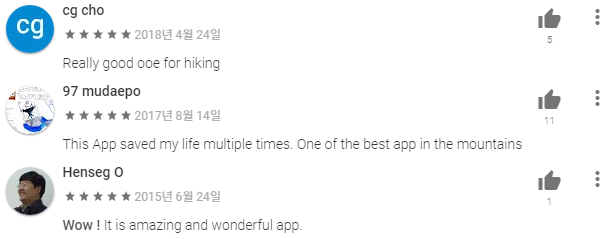 cg
cg cho
★★★★★ 2018년 4월 24일
5
Really good ooe for hiking
97 mudaepo
★★★★★ 2017년 8월 14일
11
This App saved my life multiple times. One of the best app in the mountains
Henseg O
★★★★★ 2015년 6월 24일
1
Wow ! It is amazing and wonderful app.